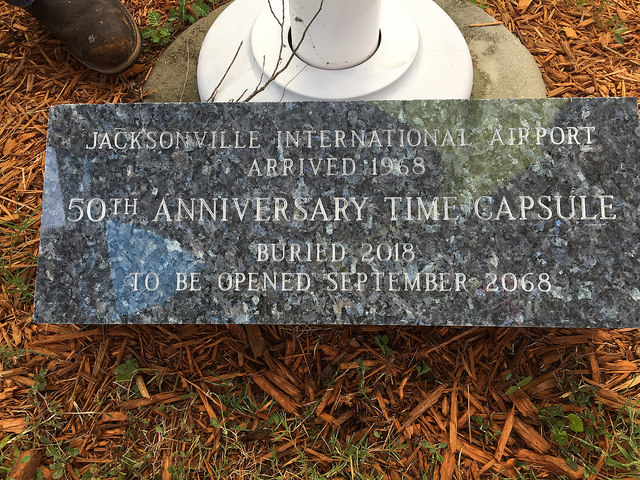 JACKSONVILLE INTERNATIONAL AIRPORT
ARRIVED 1968
50TH ANNIVERSARY TIME CAPSULE
BURIED 2018
TO BE OPENED SEPTEMBER 2068